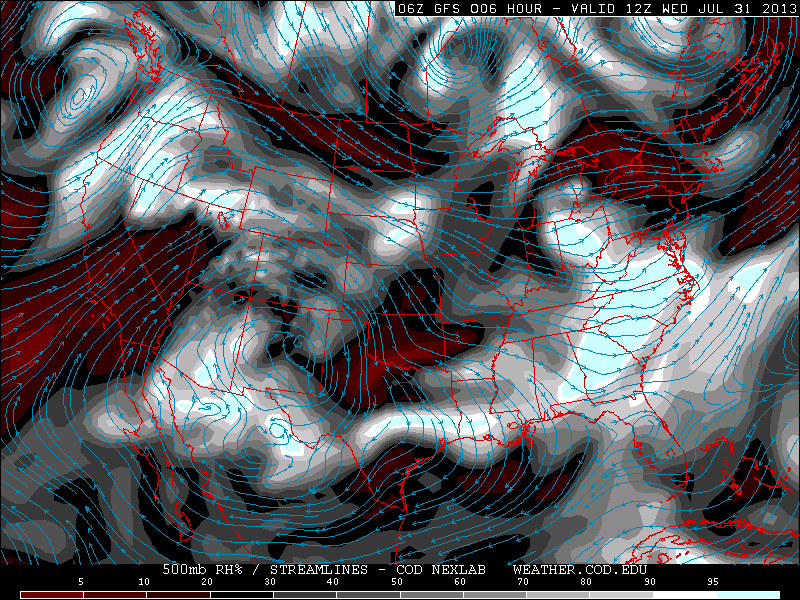 06Z GFS 006 HOUR - VALID 12Z WED JUL 31 2013
500mb RH% / STREAMLINES - COD NEXLAB WEATHER.COD.EDU
5 10 20 30 40 50 60 70 80 90 95